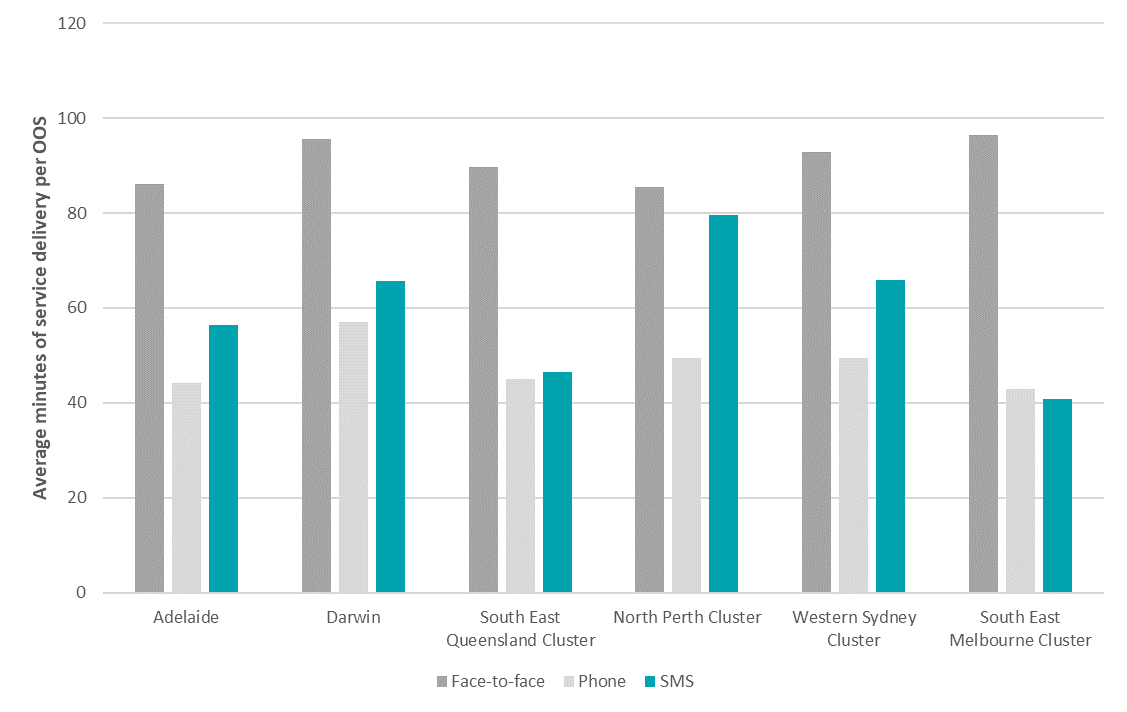 120
100
80
60
40
20
0
Average minutes of service delivery per OOS
Adelaide
Darwin
South East
Queensland Cluster
North Perth Cluster
Western Sydney
Cluster
South East
Melbourne Cluster
Face-to-face
Phone
SMS